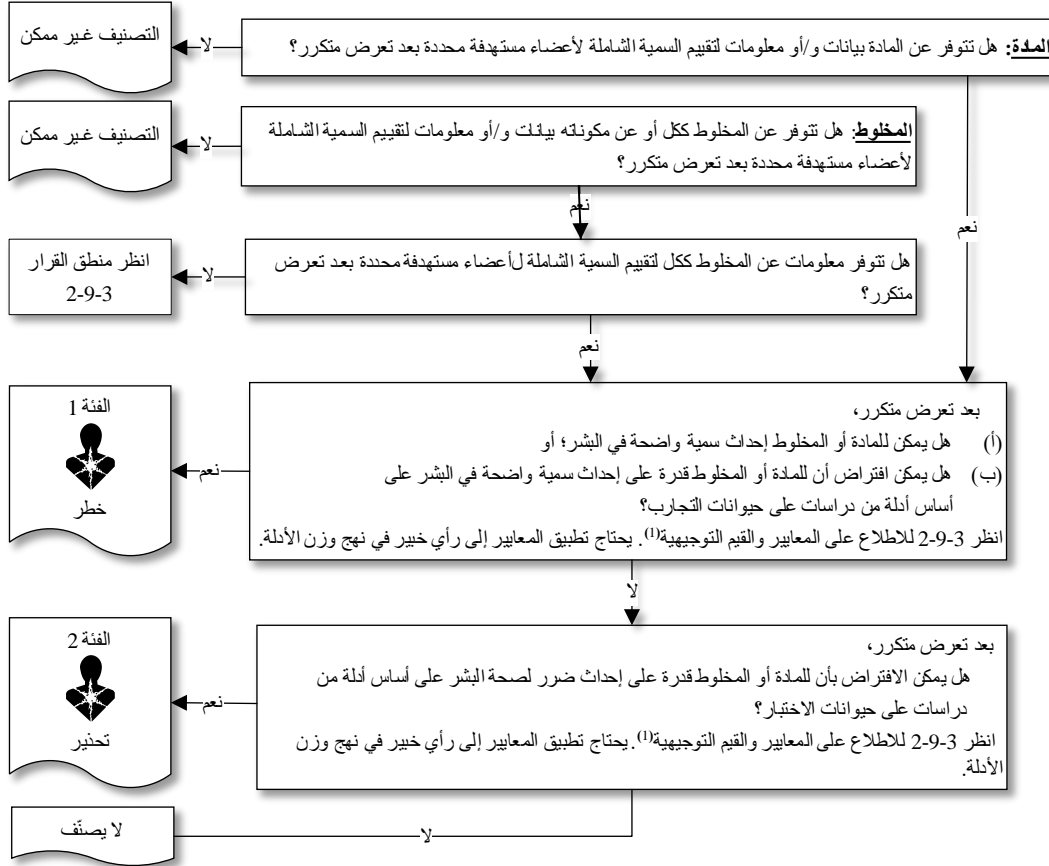 المادة: هل تتوفر عن المادة بيانات و/أو معلومات لتقييم السمية الشاملة لأعضاء مستهدفة محددة بعد تعرض متكرر؟
لا
التصنيف غير ممكن
المخلوط: هل تتوفر عن المخلوط ككل أو عن مكوناته بيانات و/أو معلومات لتقييم السمية الشاملة
لأعضاء مستهدفة محددة بعد تعرض متكرر؟
لا
التصنيف غير ممكن
نعم
نعم
هل تتوفر معلومات عن المخلوط ككل لتقييم السمية الشاملة لأعضاء مستهدفة محددة بعد تعرض
متكرر؟
لا
انظر منطق القرار
2-9-3
نعم
بعد تعرض متكرر،
(أ) هل يمكن للمادة أو المخلوط إحداث سمية واضحة في البشر؛ أو
(ب) هل يمكن افتراض أن للمادة أو المخلوط قدرة على إحداث سمية واضحة في البشر على
أساس أدلة من دراسات على حيوانات التجارب؟
انظر 3-9-2 للاطلاع على المعايير والقيم التوجيهية(1). يحتاج تطبيق المعايير إلى رأي خبير في نهج وزن الأدلة.
نعم
الفئة 1
خطر
لا
بعد تعرض متكرر،
هل يمكن الافتراض بأن للمادة أو المخلوط قدرة على إحداث ضرر لصحة البشر على أساس أدلة من
دراسات على حيوانات الاختبار؟
انظر 3-9-2 للاطلاع على المعايير والقيم التوجيهية(1). يحتاج تطبيق المعايير إلى رأي خبير في نهج وزن
الأدلة.
نعم
الفئة 2
تحذير
لا
لا يصنّف